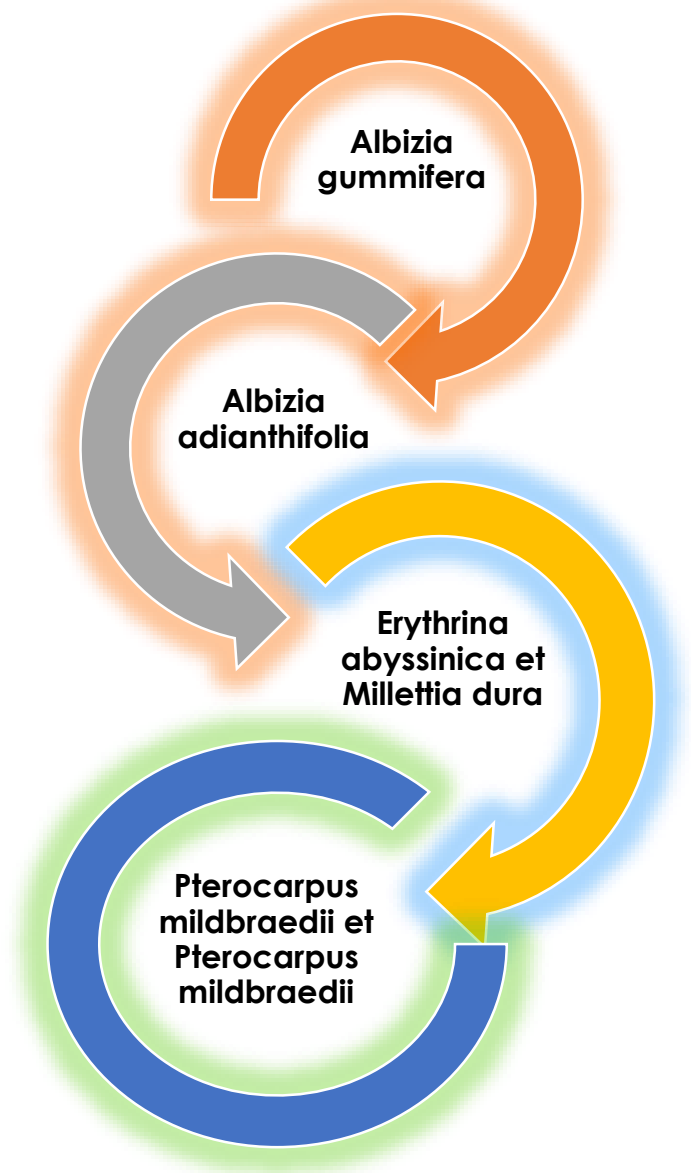 Albizia
gummifera
Albizia
adianthifolia
Erythrina
abyssinica et
Millettia dura
Pterocarpus
mildbraedii et
Pterocarpus
mildbraedii